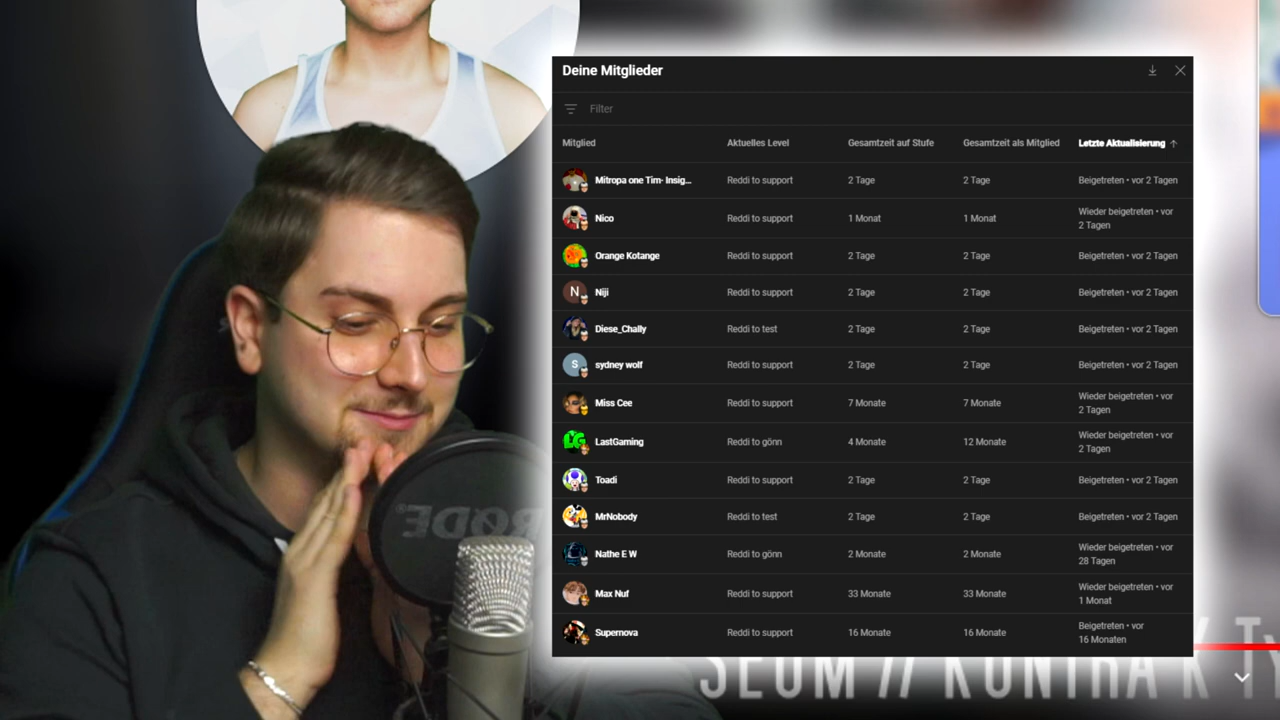 Deine Mitglieder
Filter
Mitglied Aktuelles Level Gesamtzeit auf Stufe Gesamtzeit als Mitglied Letzte Aktualisierung
Mitropa one Tim- Insig... Reddi to support 2 Tage 2 Tage Beigetreten • vor 2 Tagen
Nico Reddi to support 1 Monat 1 Monat Wieder beigetreten • vor
2 Tagen
Orange Kotange Reddi to support 2 Tage 2 Tage Beigetreten • vor 2 Tagen
N Niji Reddi to support 2 Tage 2 Tage Beigetreten • vor 2 Tagen
Diese_Chally Reddi to test 2 Tage 2 Tage Beigetreten • vor 2 Tagen
S sydney wolf Reddi to support 2 Tage 2 Tage Beigetreten • vor 2 Tagen
Miss Cee Reddi to support 7 Monate 7 Monate Wieder beigetreten • vor
2 Tagen
LG LastGaming Reddi to gönn 4 Monate 12 Monate Wieder beigetreten • vor
2 Tagen
Toadi Reddi to support 2 Tage 2 Tage Beigetreten • vor 2 Tagen
MrNobody Reddi to test 2 Tage 2 Tage Beigetreten • vor 2 Tagen
Nathe E W Reddi to gönn 2 Monate 2 Monate Wieder beigetreten • vor
28 Tagen
Max Nuf Reddi to support 33 Monate 33 Monate Wieder beigetreten • vor
1 Monat
Supernova Reddi to support 16 Monate 16 Monate Beigetreten • vor
16 Monaten
RØDE®
SEOM // KONTRA K Ty